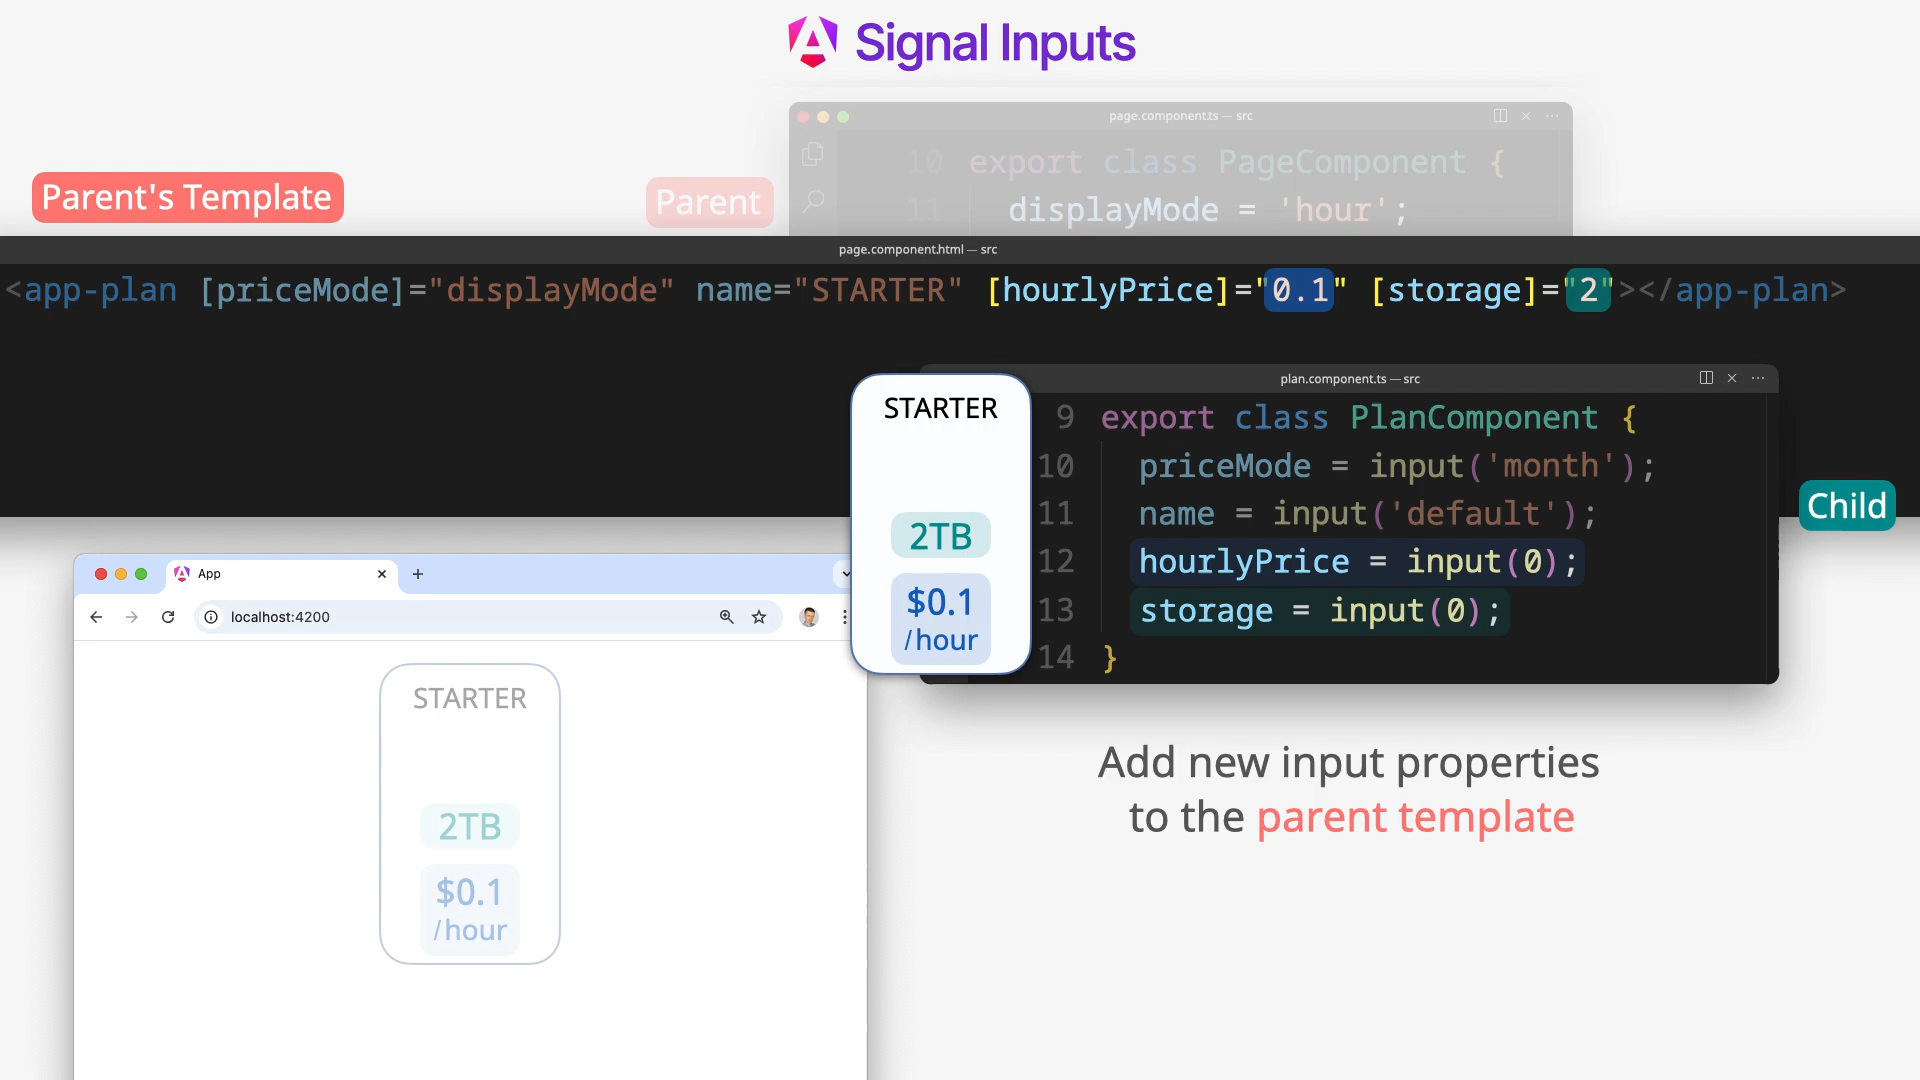 Signal Inputs
page.component.ts — src
10 export class PageComponent {
11 displayMode = 'hour';
Parent's Template
Parent
page.component.html — src
<app-plan [priceMode]="displayMode" name="STARTER" [hourlyPrice]="0.1" [storage]="2"></app-plan>
plan.component.ts — src
9 export class PlanComponent {
10 priceMode = input('month');
11 name = input('default');
12 hourlyPrice = input(0);
13 storage = input(0);
14 }
Child
STARTER
2TB
$0.1
/hour
App
localhost:4200
STARTER
2TB
$0.1
/hour
Add new input properties
to the parent template